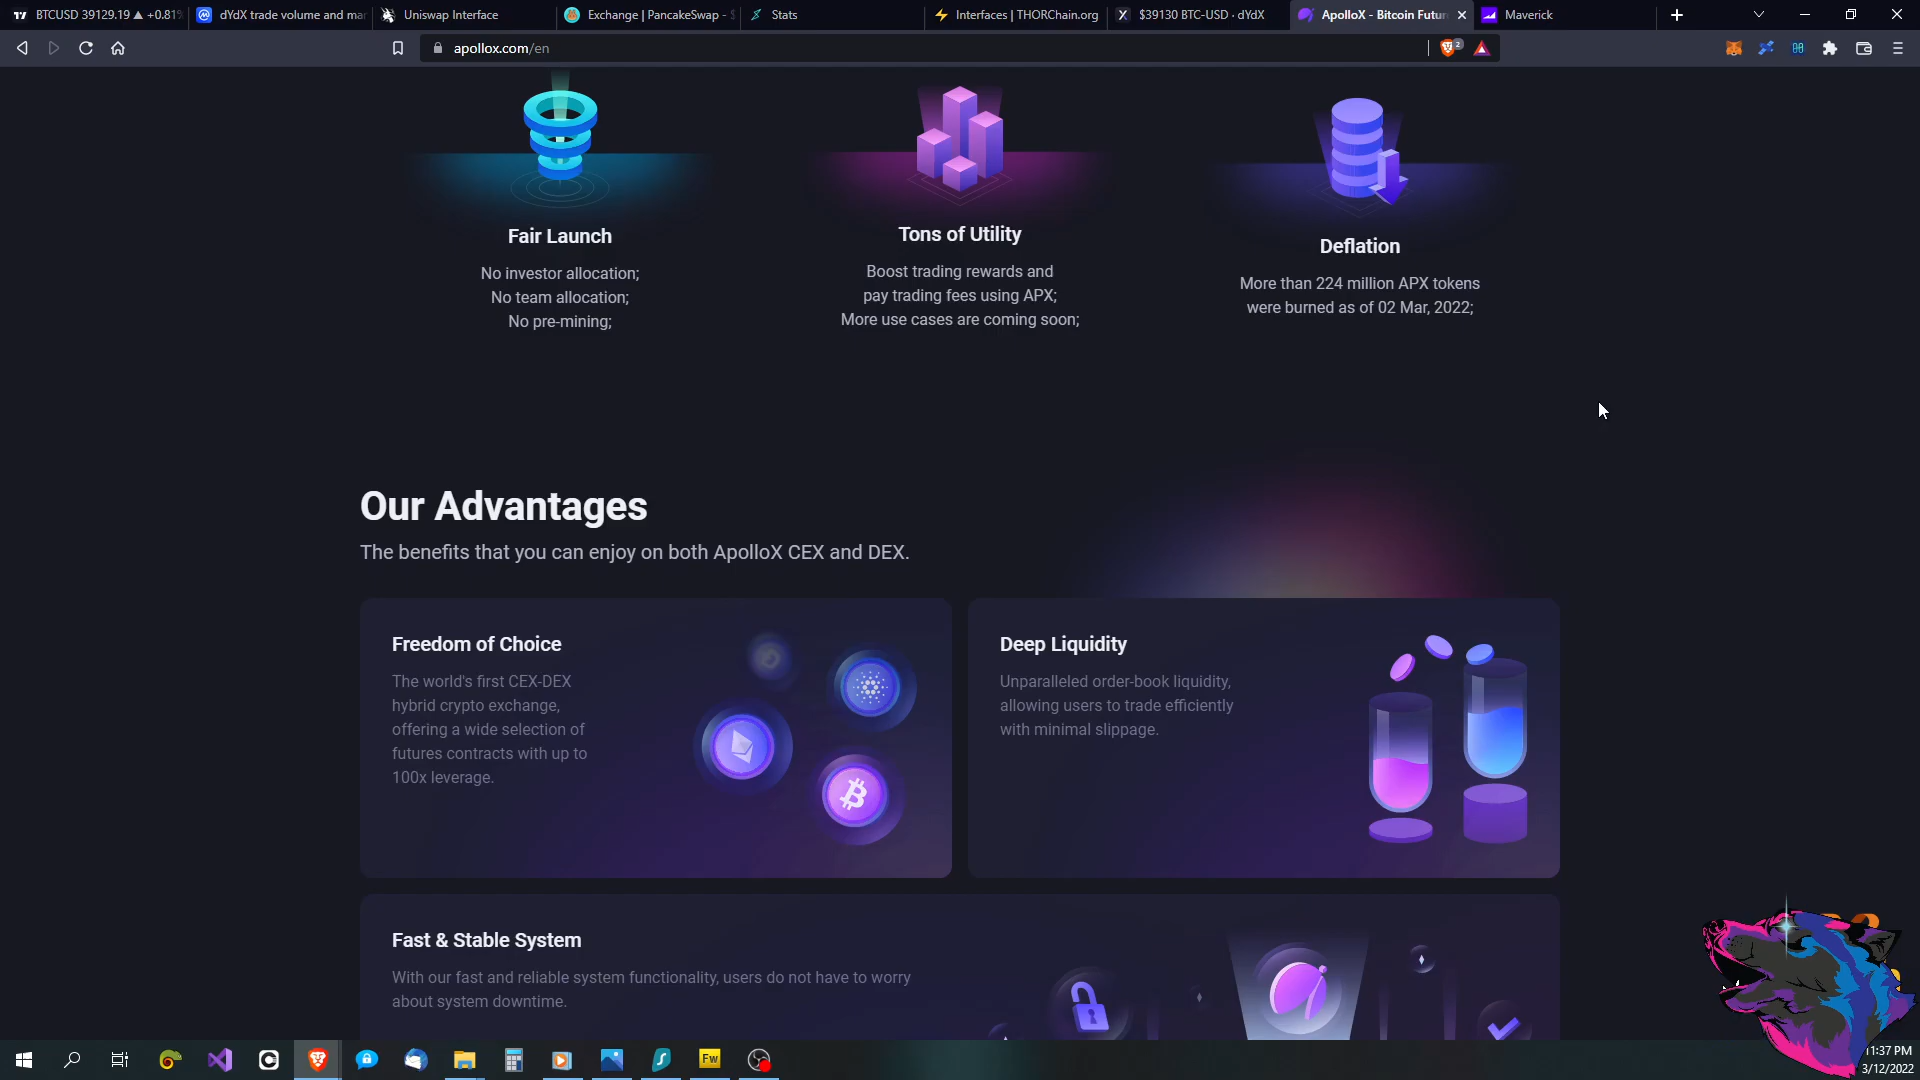 BTCUSD 39129.19 ▲ +0.81%
dYdX trade volume and mar
Uniswap Interface
Exchange | PancakeSwap - $
Stats
Interfaces | THORChain.org
$39130 BTC-USD · dYdX
ApolloX - Bitcoin Futur
Maverick
apollox.com/en
2
Fair Launch
No investor allocation;
No team allocation;
No pre-mining;
Tons of Utility
Boost trading rewards and
pay trading fees using APX;
More use cases are coming soon;
Deflation
More than 224 million APX tokens
were burned as of 02 Mar, 2022;
Our Advantages
The benefits that you can enjoy on both ApolloX CEX and DEX.
Freedom of Choice
The world's first CEX-DEX
hybrid crypto exchange,
offering a wide selection of
futures contracts with up to
100x leverage.
Deep Liquidity
Unparalleled order-book liquidity,
allowing users to trade efficiently
with minimal slippage.
Fast & Stable System
With our fast and reliable system functionality, users do not have to worry
about system downtime.
Fw
11:37 PM
3/12/2022